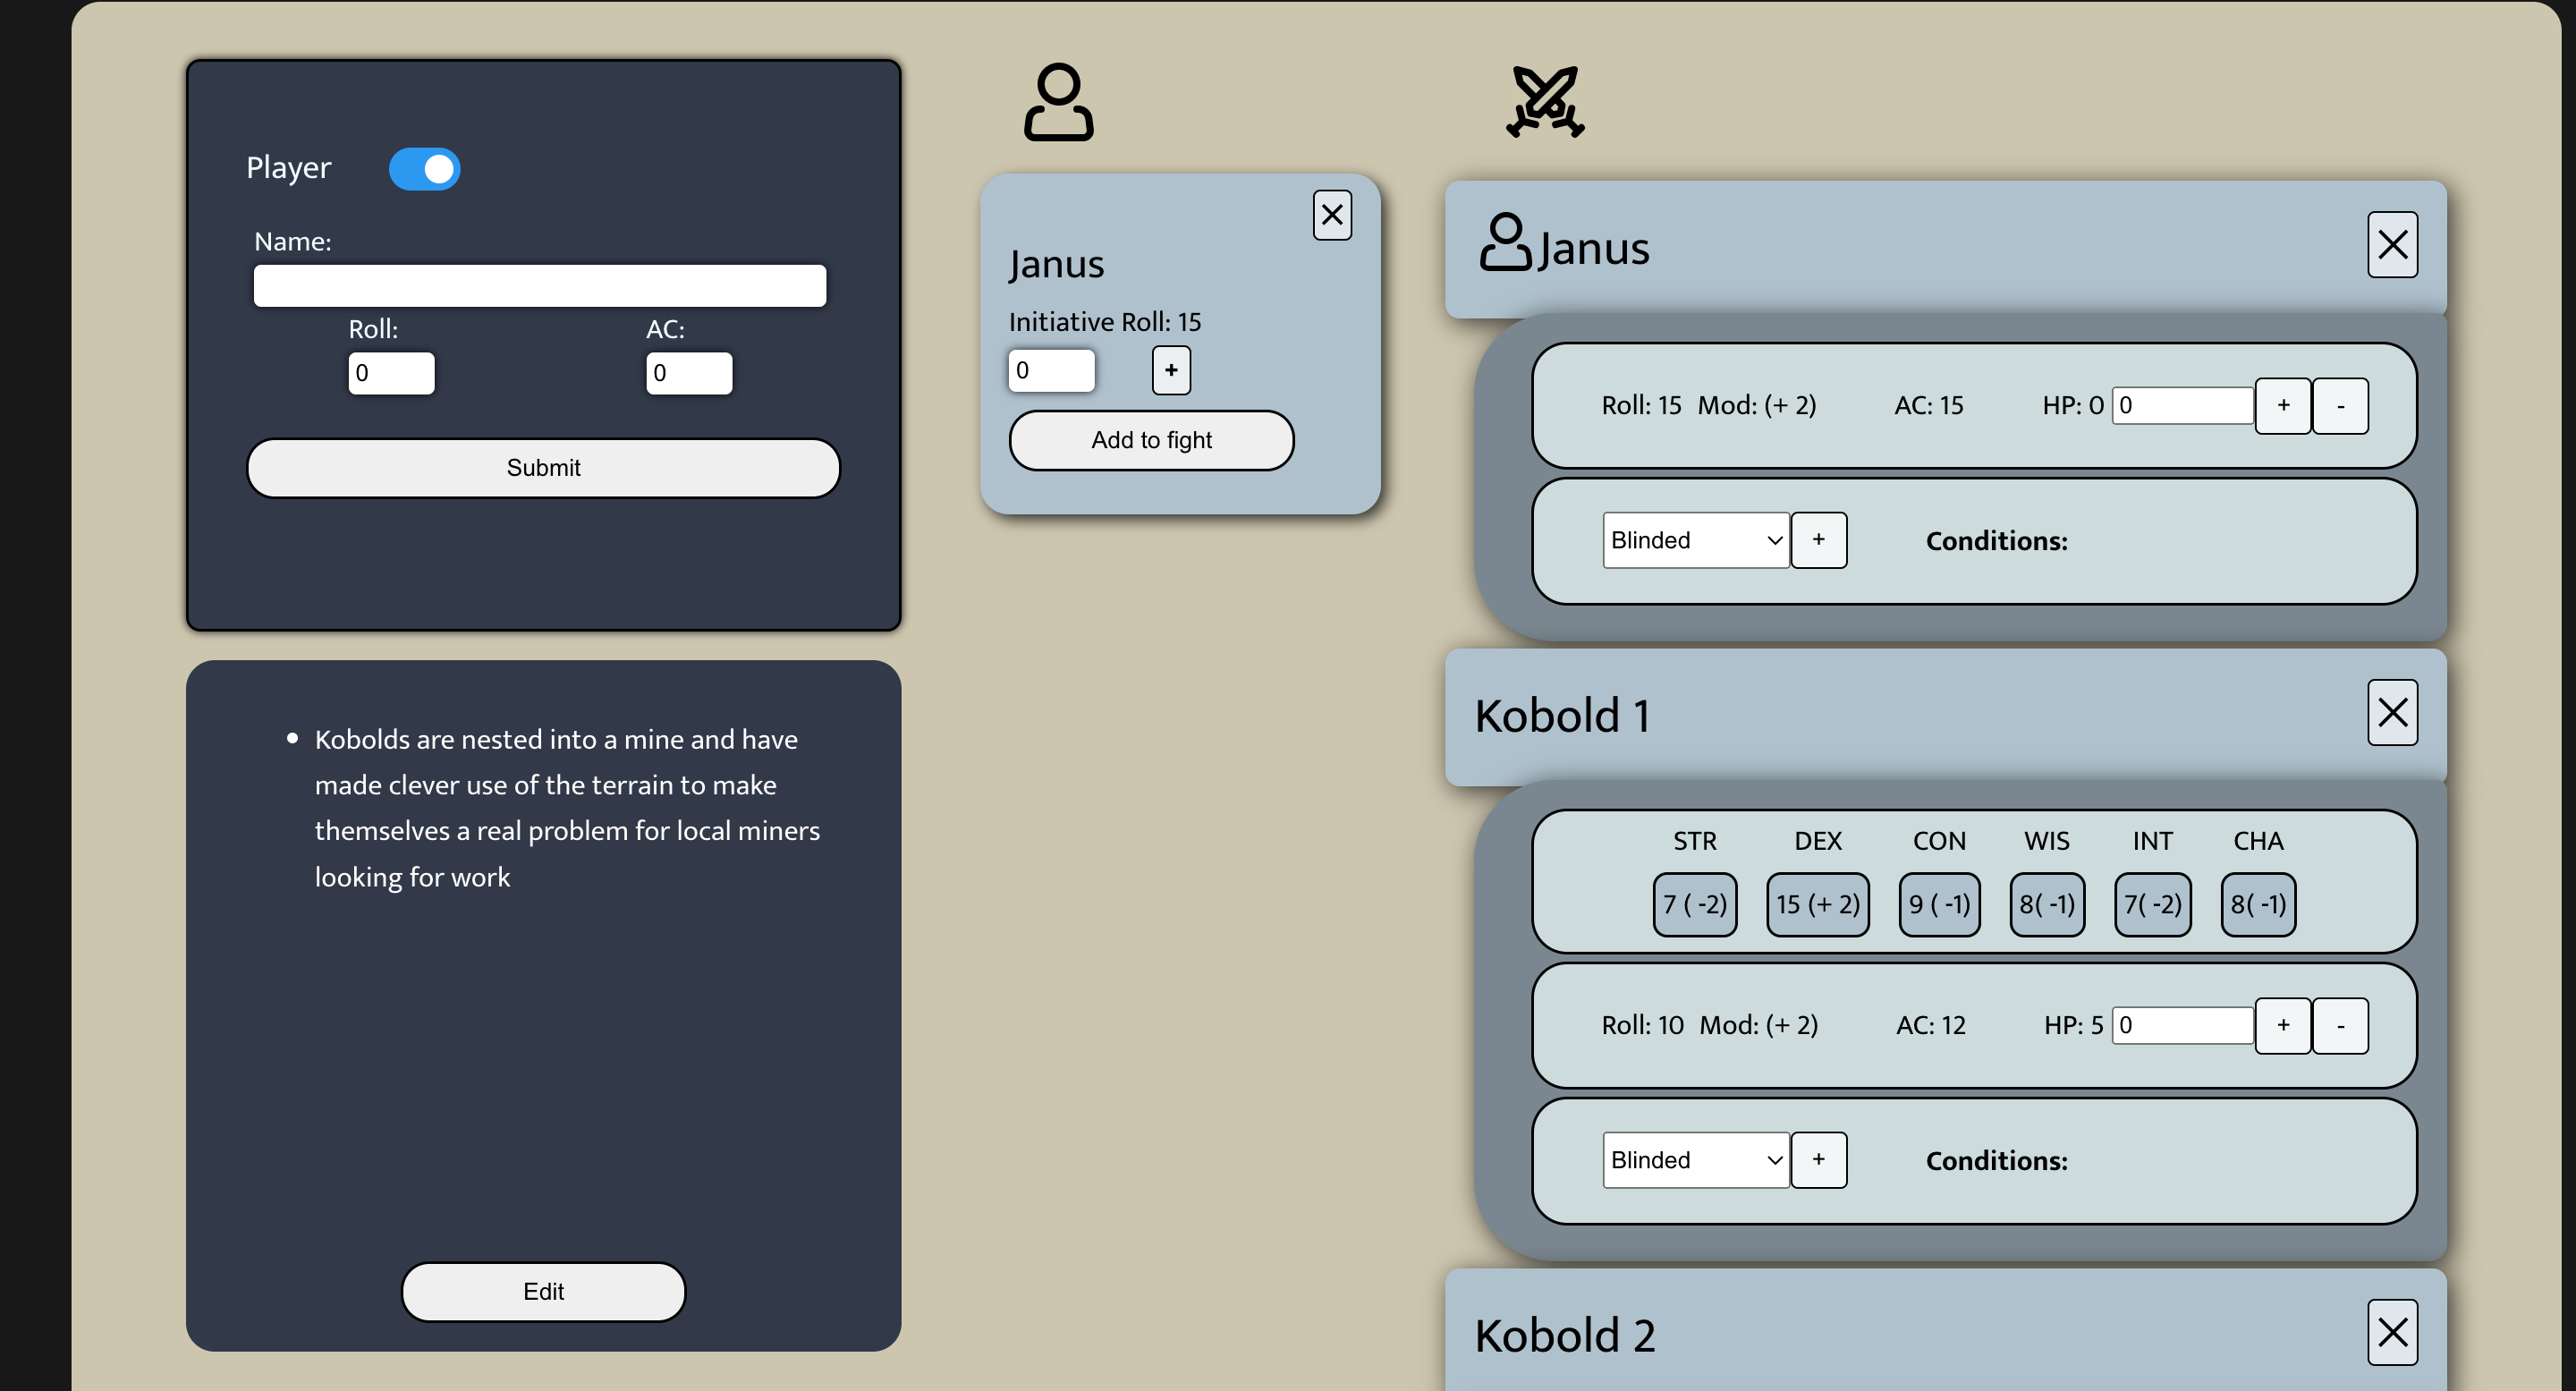 Player
Name:
Roll: AC:
0 0
Submit
Kobolds are nested into a mine and have
made clever use of the terrain to make
themselves a real problem for local miners
looking for work
Edit
Janus
Initiative Roll: 15
0 +
Add to fight
Janus
Roll: 15 Mod: (+ 2) AC: 15 HP: 0 0 + -
Blinded + Conditions:
Kobold 1
STR DEX CON WIS INT CHA
7 ( -2) 15 (+ 2) 9 ( -1) 8( -1) 7( -2) 8( -1)
Roll: 10 Mod: (+ 2) AC: 12 HP: 5 0 + -
Blinded + Conditions:
Kobold 2